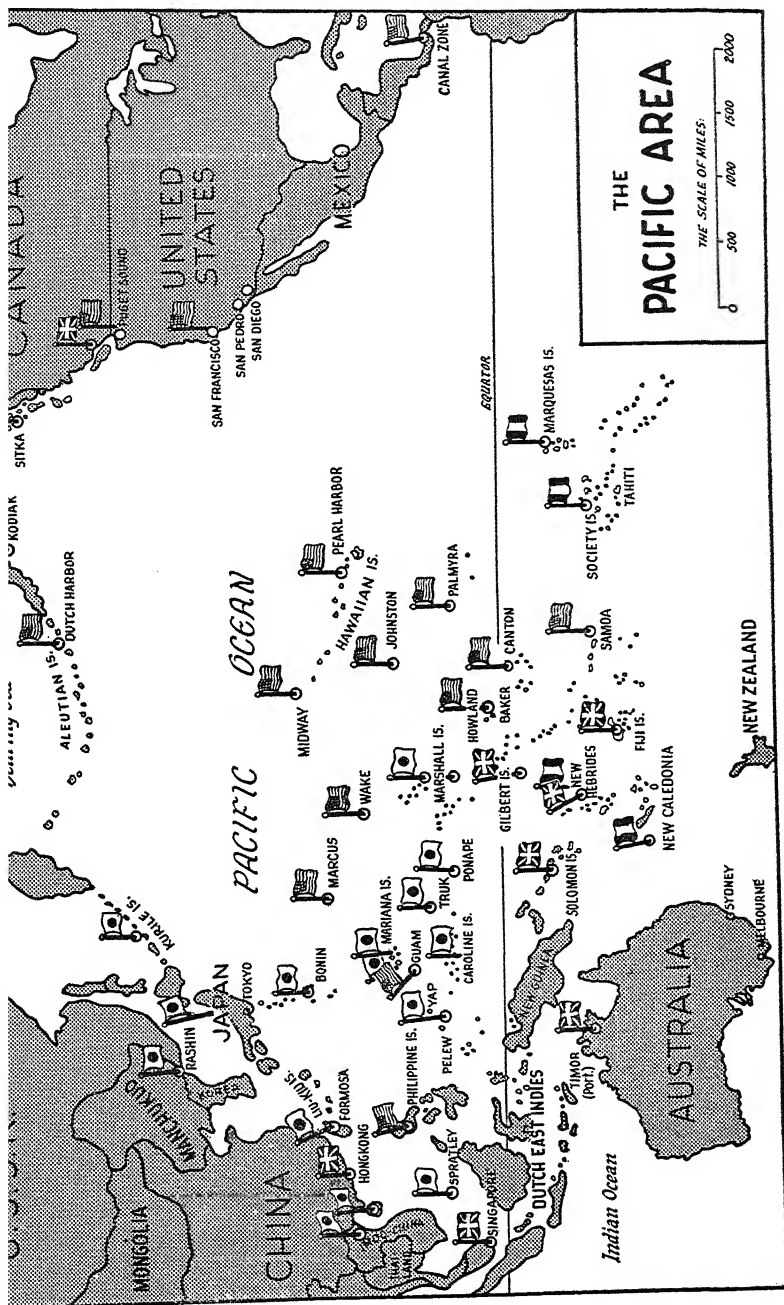 THE
PACIFIC AREA
THE SCALE OF MILES:
0 500 1000 1500 2000
CANADA
UNITED
STATES
MEXICO
CANAL ZONE
PUGET SOUND
SAN FRANCISCO
SAN PEDRO
SAN DIEGO
SITKA
KODIAK
DUTCH HARBOR
ALEUTIAN IS.
KURILE IS.
PACIFIC OCEAN
MONGOLIA
MANCHUKUO
KOREA
RASHIN
JAPAN
TOKYO
CHINA
LIU-KIU IS.
FORMOSA
HONGKONG
BONIN
MARCUS
WAKE
MIDWAY
PEARL HARBOR
HAWAIIAN IS.
JOHNSTON
PALMYRA
MARIANA IS.
GUAM
TRUK
PONAPE
CAROLINE IS.
YAP
PELEW
PHILIPPINE IS.
SPRATLEY
THAI
LAND
CHINA
SINGAPORE
MARSHALL IS.
HOWLAND
BAKER
CANTON
EQUATOR
GILBERT IS.
DUTCH EAST INDIES
TIMOR
(Port.)
NEW GUINEA
SOLOMON IS.
NEW
HEBRIDES
FIJI IS.
SAMOA
SOCIETY IS.
TAHITI
MARQUESAS IS.
NEW CALEDONIA
Indian Ocean
AUSTRALIA
SYDNEY
MELBOURNE
NEW ZEALAND